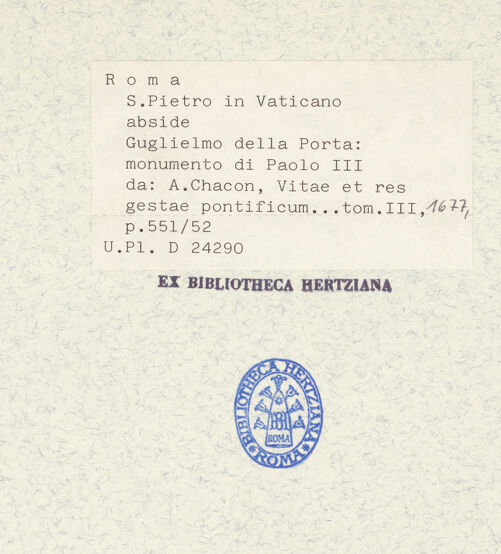 R o m a
S.Pietro in Vaticano
abside
Guglielmo della Porta:
monumento di Paolo III
da: A.Chacon, Vitae et res
gestae pontificum...tom.III, 1677,
p.551/52
U.Pl. D 24290
EX BIBLIOTHECA HERTZIANA
BIBLIOTHECA HERTZIANA
BH
ROMA
* ROMA *